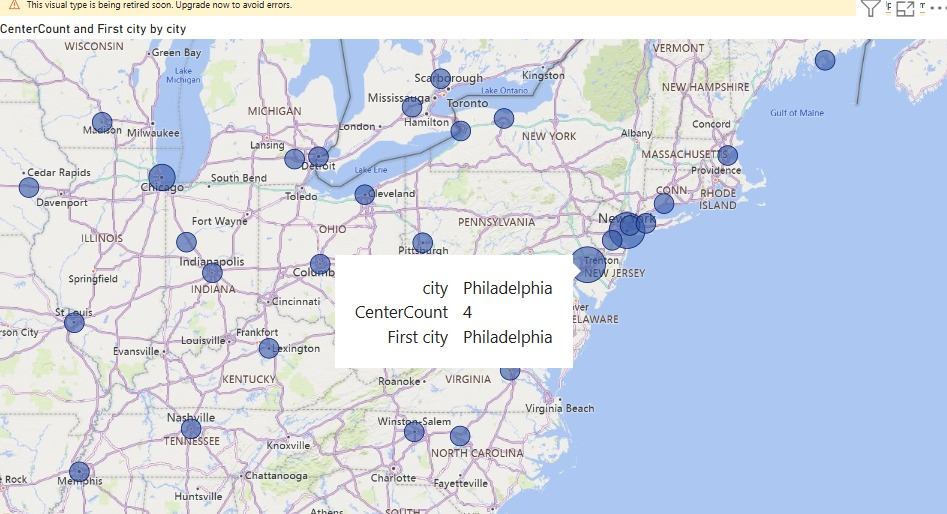 This visual type is being retired soon. Upgrade now to avoid errors.
CenterCount and First city by city
WISCONSIN
Green Bay
VERMONT
Lake
Michigan
Scarborough
Kingston
Lake Ontario
NEW HAMPSHIRE
Mississauga
Toronto
MICHIGAN
Gulf of Maine
Madison
Milwaukee
London
Hamilton
NEW YORK
Albany
Concord
Lansing
MASSACHUSETTS
Detroit
Cedar Rapids
Lake Erie
Providence
Chicago
South Bend
Davenport
Toledo
Cleveland
CONN.
RHODE
ISLAND
Fort Wayne
New York
PENNSYLVANIA
OHIO
ILLINOIS
Pittsburgh
Indianapolis
Trenton
Springfield
Columb
NEW JERSEY
INDIANA
city Philadelphia
CenterCount 4
First city Philadelphia
Cincinnati
ver
ELAWARE
St Louis
rson City
Louisville
Frankfort
Evansville
Lexington
KENTUCKY
Roanoke
VIRGINIA
Virginia Beach
Nashville
Winston-Salem
TENNESSEE
Knoxville
NORTH CAROLINA
Rock
Memphis
Chattanooga
Charlotte
Fayetteville
Huntsville
Athens
SOUTH